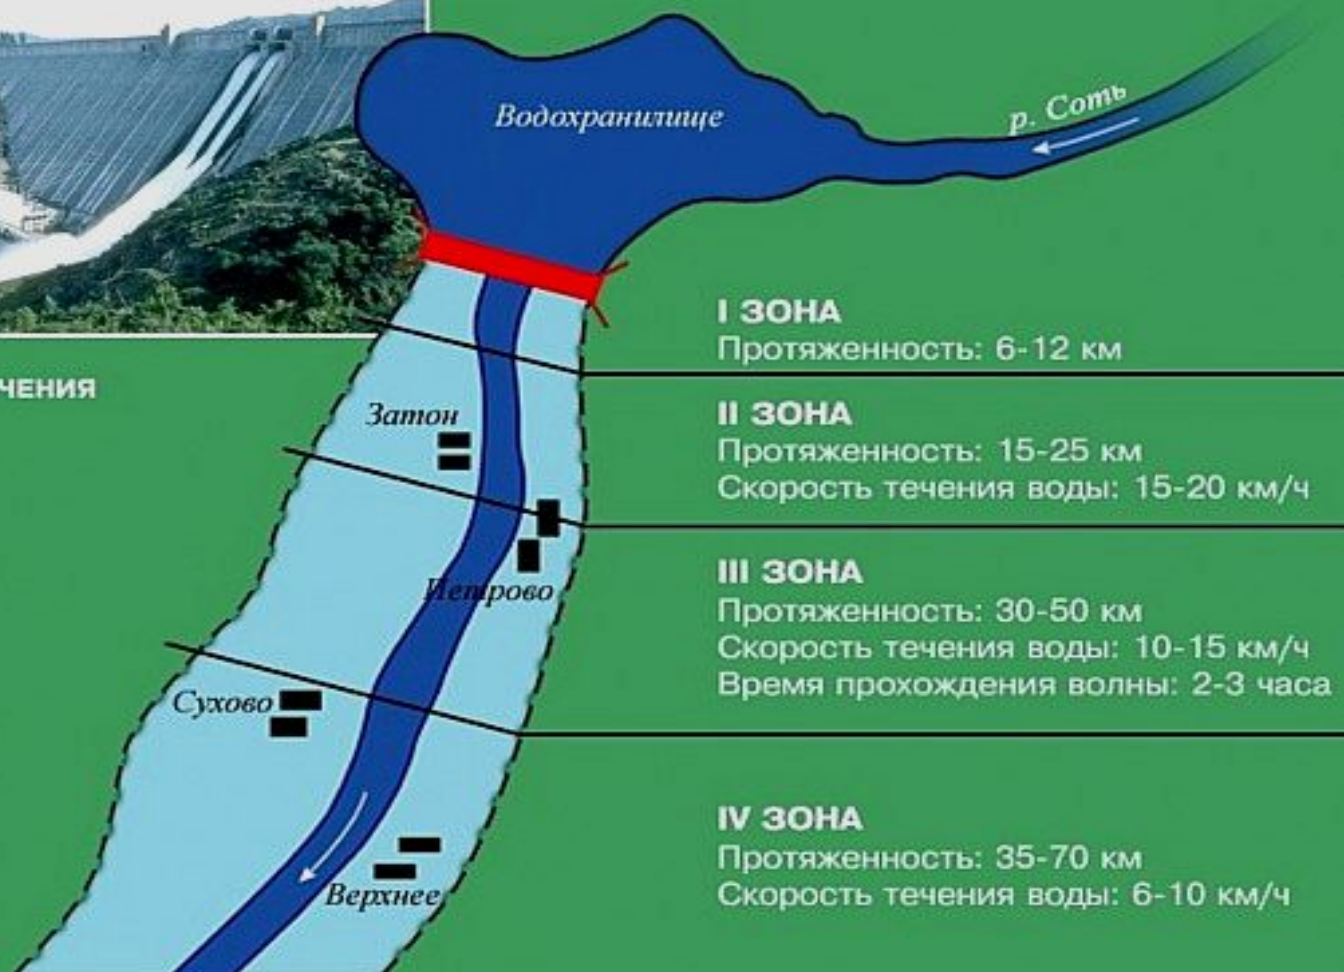 Водохранилище
р. Соть
I ЗОНА
Протяженность: 6-12 км
ЧЕНИЯ
Затон
II ЗОНА
Протяженность: 15-25 км
Скорость течения воды: 15-20 км/ч
Петрово
III ЗОНА
Протяженность: 30-50 км
Скорость течения воды: 10-15 км/ч
Время прохождения волны: 2-3 часа
Сухово
IV ЗОНА
Протяженность: 35-70 км
Скорость течения воды: 6-10 км/ч
Верхнее